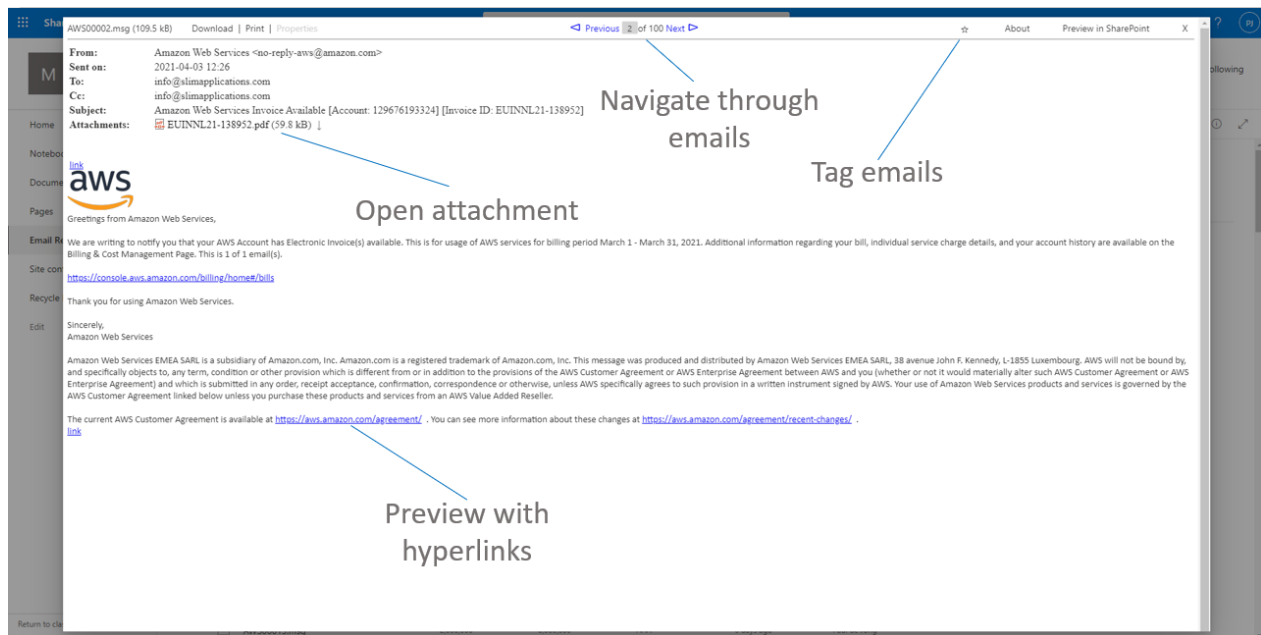 Sha
AWS00002.msg (109.5 kB) Download | Print | Properties Previous 2 of 100 Next ☆ About Preview in SharePoint X
? PJ
M
ollowing
From: Amazon Web Services <no-reply-aws@amazon.com>
Sent on: 2021-04-03 12:26
To: info@slimapplications.com
Cc: info@slimapplications.com
Subject: Amazon Web Services Invoice Available [Account: 129676193324] [Invoice ID: EUINNL21-138952]
Attachments: EUINNL21-138952.pdf (59.8 kB) ↓
Navigate through
emails
Tag emails
Open attachment
Home
Notebo
Docume
Pages
Email Re
Site con
Recycle
Edit
link
aws
Greetings from Amazon Web Services,
We are writing to notify you that your AWS Account has Electronic Invoice(s) available. This is for usage of AWS services for billing period March 1 - March 31, 2021. Additional information regarding your bill, individual service charge details, and your account history are available on the
Billing & Cost Management Page. This is 1 of 1 email(s).
https://console.aws.amazon.com/billing/home#/bills
Thank you for using Amazon Web Services.
Sincerely,
Amazon Web Services
Amazon Web Services EMEA SARL is a subsidiary of Amazon.com, Inc. Amazon.com is a registered trademark of Amazon.com, Inc. This message was produced and distributed by Amazon Web Services EMEA SARL, 38 avenue John F. Kennedy, L-1855 Luxembourg. AWS will not be bound by,
and specifically objects to, any term, condition or other provision which is different from or in addition to the provisions of the AWS Customer Agreement or AWS Enterprise Agreement between AWS and you (whether or not it would materially alter such AWS Customer Agreement or AWS
Enterprise Agreement) and which is submitted in any order, receipt acceptance, confirmation, correspondence or otherwise, unless AWS specifically agrees to such provision in a written instrument signed by AWS. Your use of Amazon Web Services products and services is governed by the
AWS Customer Agreement linked below unless you purchase these products and services from an AWS Value Added Reseller.
The current AWS Customer Agreement is available at https://aws.amazon.com/agreement/ . You can see more information about these changes at https://aws.amazon.com/agreement/recent-changes/ .
link
Preview with
hyperlinks
Return to cla